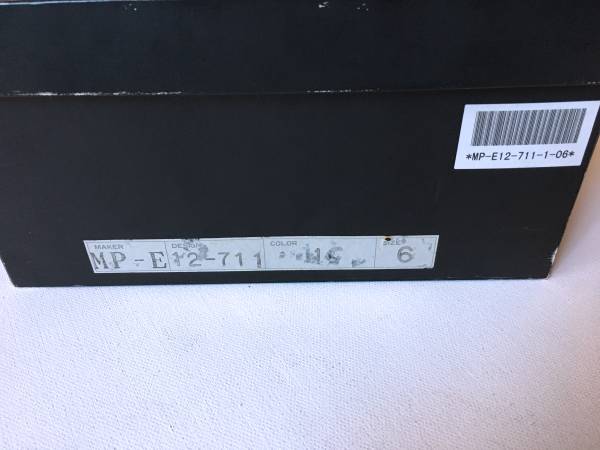 *MP-E12-711-1-06*
MAKER DESIGN COLOR SIZE
MP-E 12-711 6